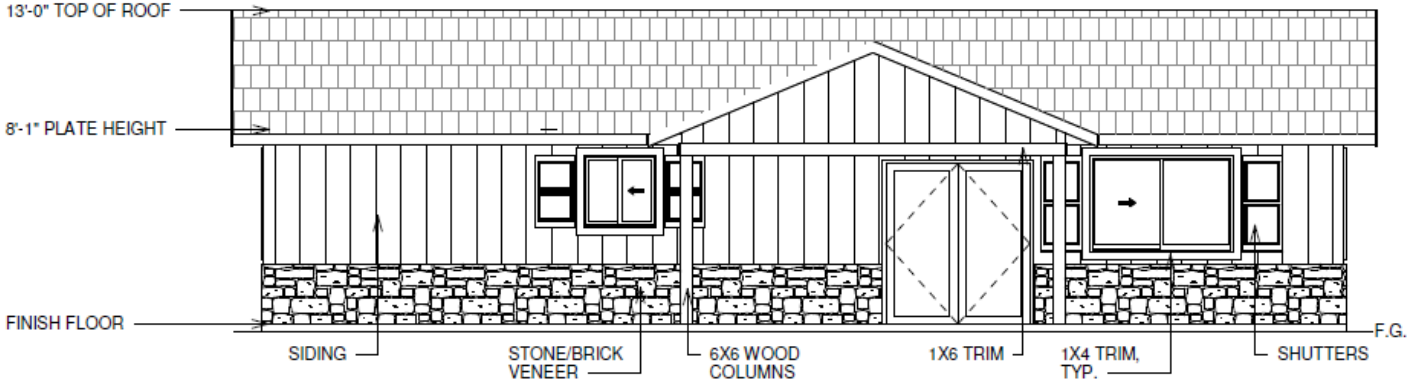 13'-0" TOP OF ROOF
8'-1" PLATE HEIGHT
FINISH FLOOR
F.G.
SIDING
STONE/BRICK
VENEER
6X6 WOOD
COLUMNS
1X6 TRIM
1X4 TRIM,
TYP.
SHUTTERS